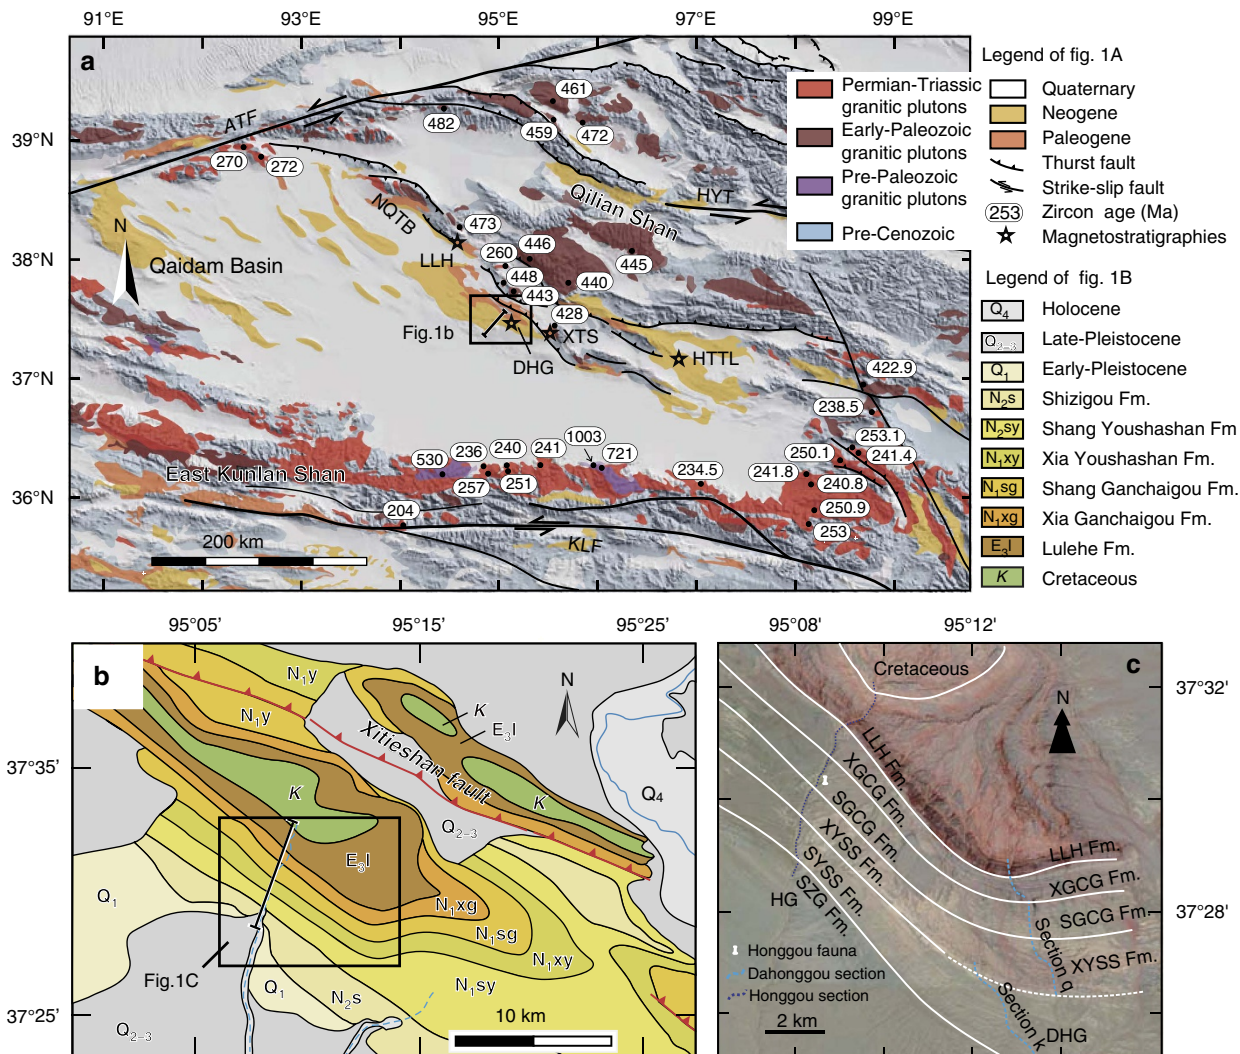 91°E 93°E 95°E 97°E 99°E
a
39°N
38°N
37°N
36°N
ATF
482
461
459
472
270
272
Qilian Shan
HYT
NQTB
N
Qaidam Basin
473
LLH
260
446
445
448
440
443
428
Fig.1b
XTS
DHG
HTTL
422.9
238.5
253.1
250.1
241.4
241.8
240.8
250.9
253
234.5
1003
721
241
240
236
251
257
530
East Kunlan Shan
204
KLF
200 km
Permian-Triassic
granitic plutons
Early-Paleozoic
granitic plutons
Pre-Paleozoic
granitic plutons
Pre-Cenozoic
Legend of fig. 1A
Quaternary
Neogene
Paleogene
Thurst fault
Strike-slip fault
253 Zircon age (Ma)
Magnetostratigraphies
Legend of fig. 1B
Q4 Holocene
Q2-3 Late-Pleistocene
Q1 Early-Pleistocene
N2s Shizigou Fm.
N2sy Shang Youshashan Fm
N1xy Xia Youshashan Fm.
N1sg Shang Ganchaigou Fm.
N1xg Xia Ganchaigou Fm.
E3l Lulehe Fm.
K Cretaceous
95°05' 95°15' 95°25'
b
37°35'
37°25'
N1y
N1y
K
E3l
N
Xitieshan fault
K
K
Q4
Q2-3
E3l
Q1
N1xg
N1sg
N1xy
N1sy
Fig.1C
Q1
N2s
Q2-3
10 km
95°08' 95°12'
c
37°32'
37°28'
Cretaceous
N
LLH Fm.
XGCG Fm.
SGCG Fm.
XYSS Fm.
SYSS Fm.
SZG Fm.
LLH Fm.
XGCG Fm.
SGCG Fm.
XYSS Fm.
HG
Section q
Section k
DHG
Honggou fauna
Dahonggou section
Honggou section
2 km